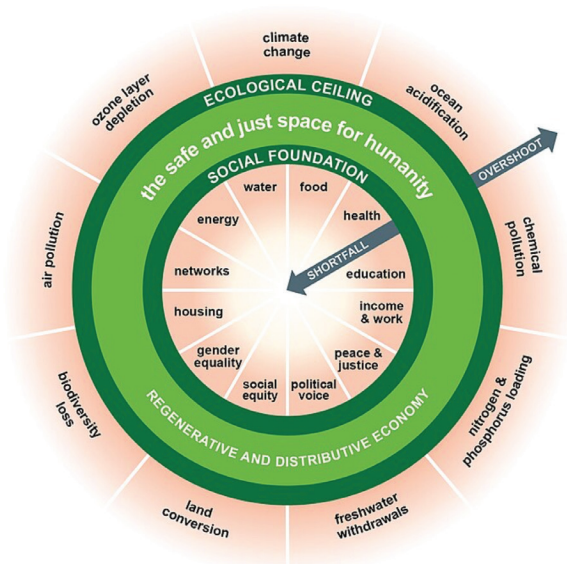 climate
change
ozone layer
depletion
ocean
acidification
ECOLOGICAL CEILING
the safe and just space for humanity
OVERSHOOT
SOCIAL FOUNDATION
water
food
energy
health
SHORTFALL
networks
education
housing
income
& work
gender
equality
peace &
justice
social
equity
political
voice
REGENERATIVE AND DISTRIBUTIVE ECONOMY
air pollution
chemical
pollution
biodiversity
loss
nitrogen &
phosphorus loading
land
conversion
freshwater
withdrawals